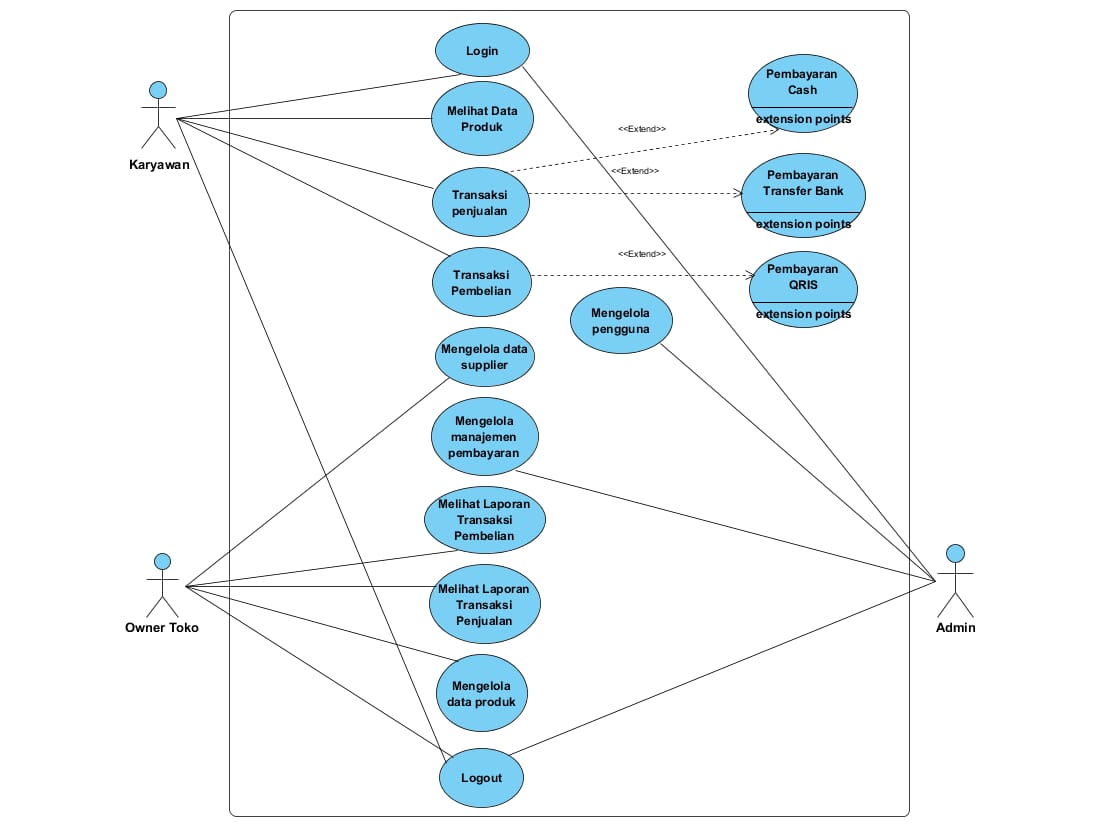 Login
Pembayaran
Cash
extension points
Melihat Data
Produk
Karyawan
<<Extend>>
<<Extend>>
Pembayaran
Transfer Bank
extension points
Transaksi
penjualan
<<Extend>>
Transaksi
Pembelian
Pembayaran
QRIS
extension points
Mengelola
pengguna
Mengelola data
supplier
Mengelola
manajemen
pembayaran
Melihat Laporan
Transaksi
Pembelian
Melihat Laporan
Transaksi
Penjualan
Owner Toko
Admin
Mengelola
data produk
Logout